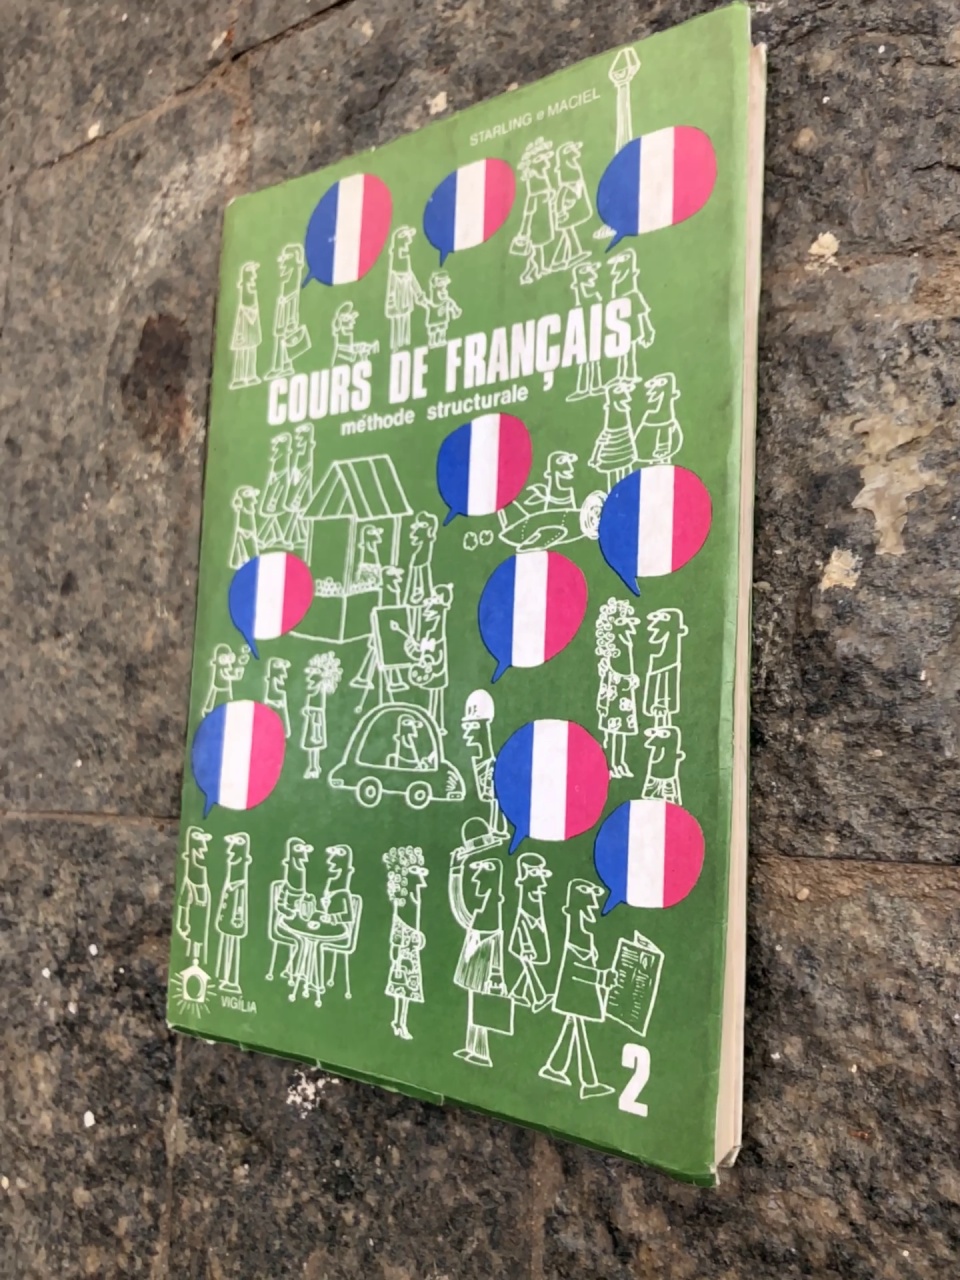 STARLING e MACIEL
COURS DE FRANÇAIS
méthode structurale
VIGÍLIA
2